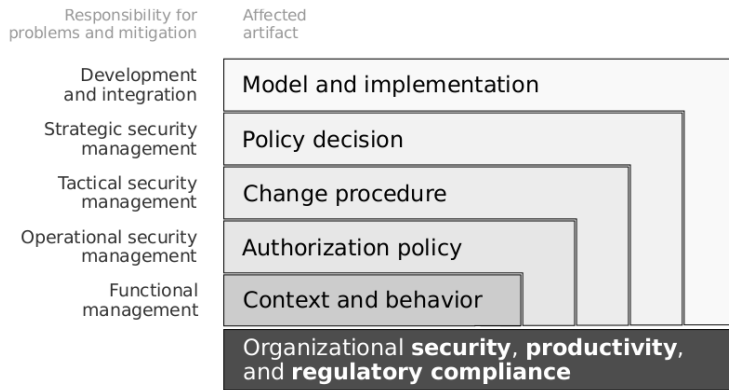 Responsibility for
problems and mitigation
Affected
artifact
Development
and integration
Model and implementation
Strategic security
management
Policy decision
Tactical security
management
Change procedure
Operational security
management
Authorization policy
Functional
management
Context and behavior
Organizational security, productivity,
and regulatory compliance